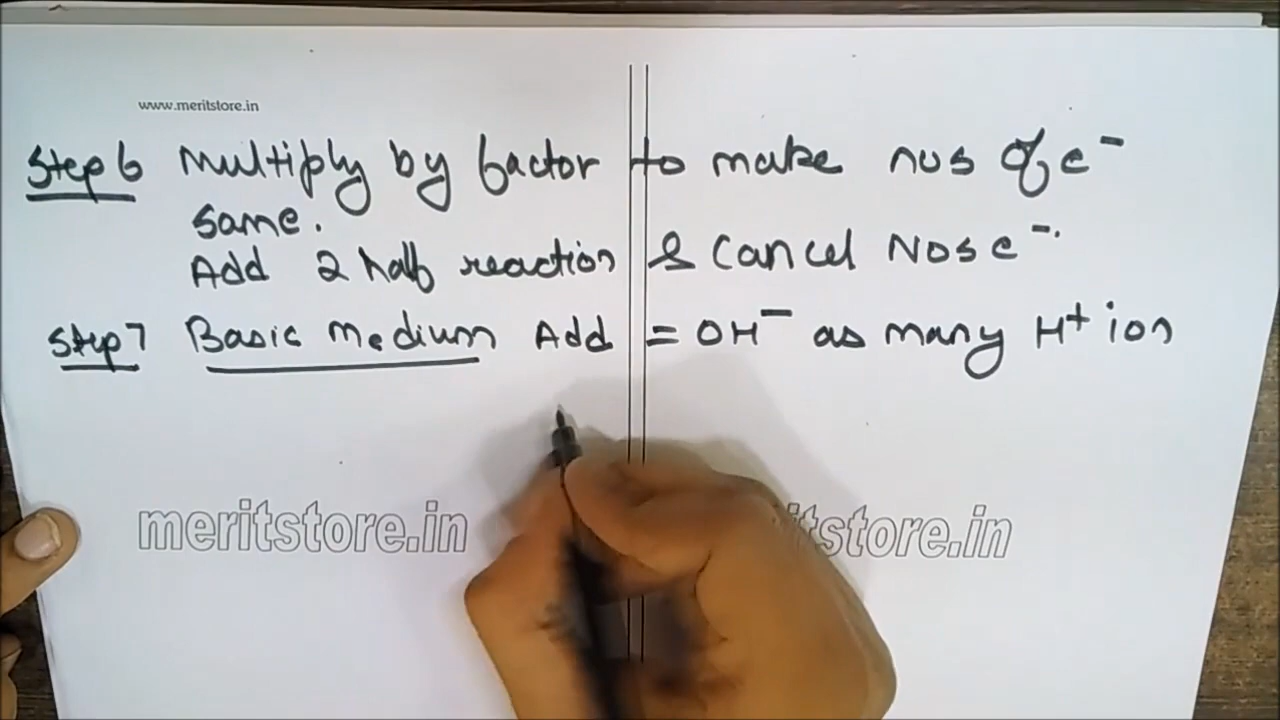 www.meritstore.in
Step 6 Multiply by factor to make nos of e⁻
same.
Add 2 half reaction & cancel Nos e⁻.
Step 7 Basic Medium Add = OH⁻ as many H⁺ ion
meritstore.in itstore.in